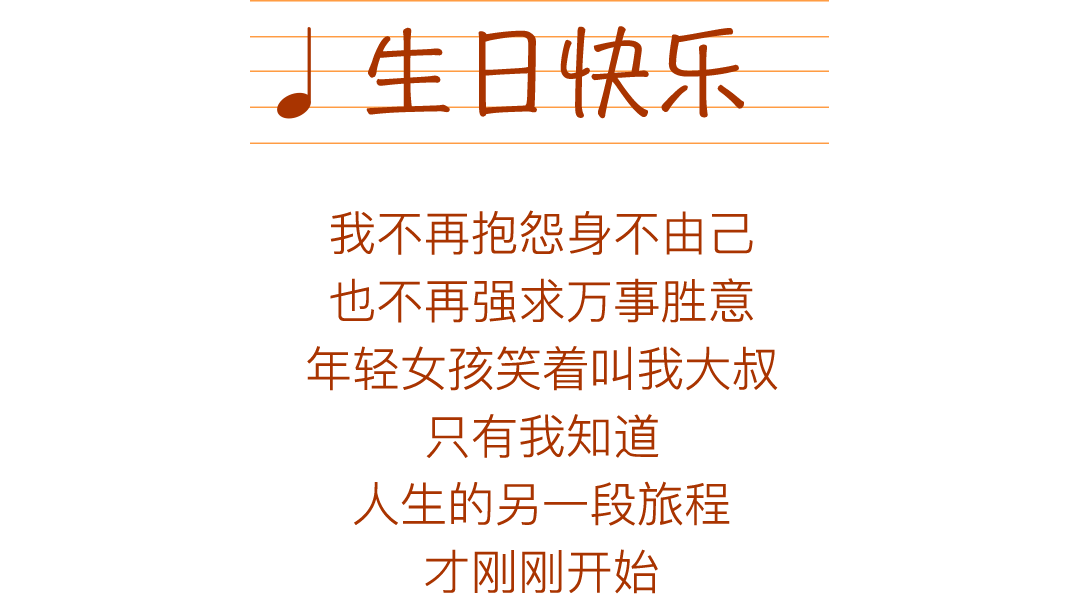 生日快乐
我不再抱怨身不由己
也不再强求万事胜意
年轻女孩笑着叫我大叔
只有我知道
人生的另一段旅程
才刚刚开始